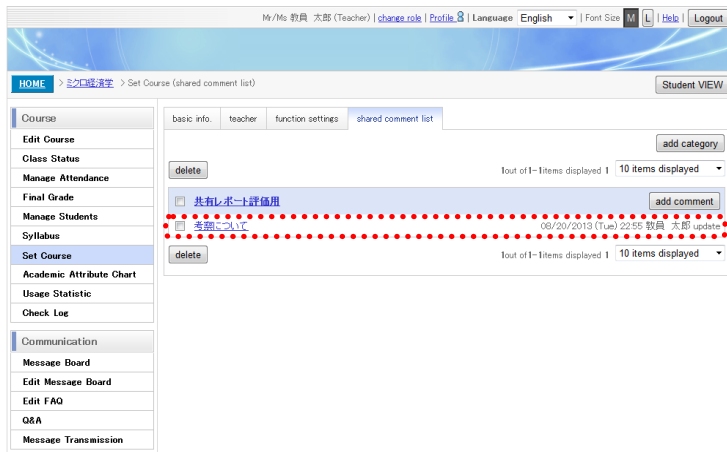 Mr/Ms 教員 太郎 (Teacher) | change role | Profile | Language English | Font Size M L | Help | Logout
HOME > ミクロ経済学 > Set Course (shared comment list) Student VIEW
Course
Edit Course
Class Status
Manage Attendance
Final Grade
Manage Students
Syllabus
Set Course
Academic Attribute Chart
Usage Statistic
Check Log
Communication
Message Board
Edit Message Board
Edit FAQ
Q&A
Message Transmission
basic info. teacher function settings shared comment list
add category
delete 1out of 1-1items displayed 1 10 items displayed
共有レポート評価用 add comment
考察について 08/20/2013 (Tue) 22:55 教員 太郎 update
delete 1out of 1-1items displayed 1 10 items displayed